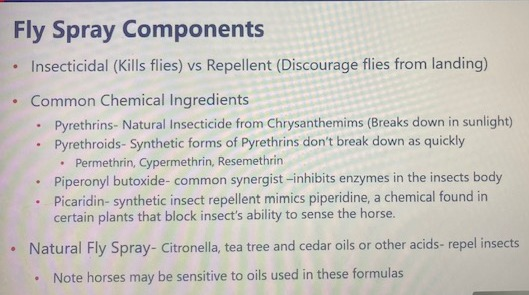 Fly Spray Components
• Insecticidal (Kills flies) vs Repellent (Discourage flies from landing)
• Common Chemical Ingredients
• Pyrethrins- Natural Insecticide from Chrysanthemims (Breaks down in sunlight)
• Pyrethroids- Synthetic forms of Pyrethrins don't break down as quickly
• Permethrin, Cypermethrin, Resemethrin
• Piperonyl butoxide- common synergist –inhibits enzymes in the insects body
• Picaridin- synthetic insect repellent mimics piperidine, a chemical found in
certain plants that block insect's ability to sense the horse.
• Natural Fly Spray- Citronella, tea tree and cedar oils or other acids- repel insects
• Note horses may be sensitive to oils used in these formulas